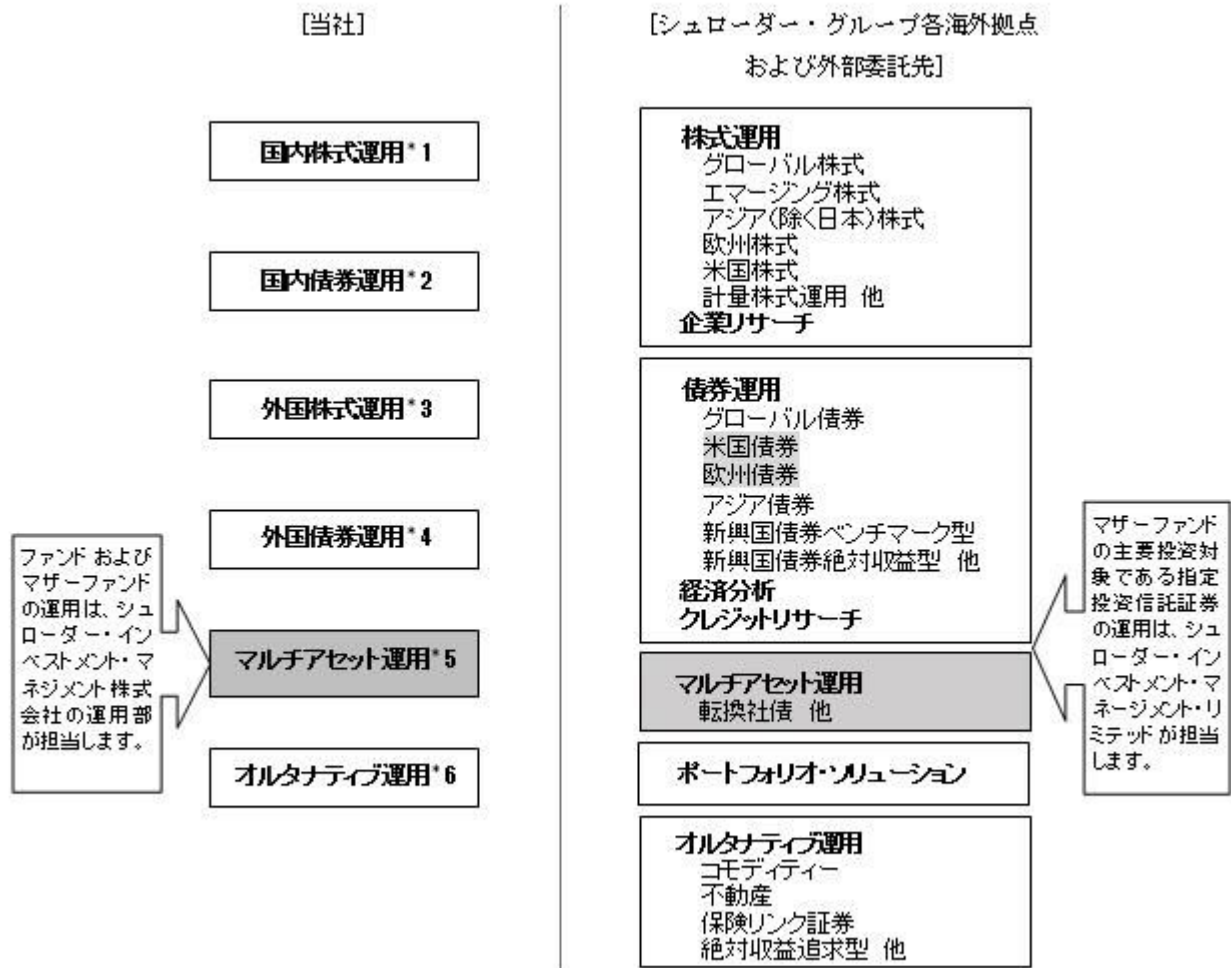 [当社]
国内株式運用*1
国内債券運用*2
外国株式運用*3
外国債券運用*4
マルチアセット運用*5
オルタナティブ運用*6
ファンドおよび
マザーファンド
の運用は、シュ
ローダー・イン
ベストメント・マ
ネジメント株式
会社の運用部
が担当します。
[シュローダー・グループ各海外拠点
および外部委託先]
株式運用
グローバル株式
エマージング株式
アジア(除く日本)株式
欧州株式
米国株式
計量株式運用 他
企業リサーチ
債券運用
グローバル債券
米国債券
欧州債券
アジア債券
新興国債券ベンチマーク型
新興国債券絶対収益型 他
経済分析
クレジットリサーチ
マルチアセット運用
転換社債 他
ポートフォリオ・ソリューション
オルタナティブ運用
コモディティー
不動産
保険リンク証券
絶対収益追求型 他
マザーファンド
の主要投資対
象である指定
投資信託証券
の運用は、シュ
ローダー・イン
ベストメント・マ
ネージメント・リ
ミテッドが担当
します。